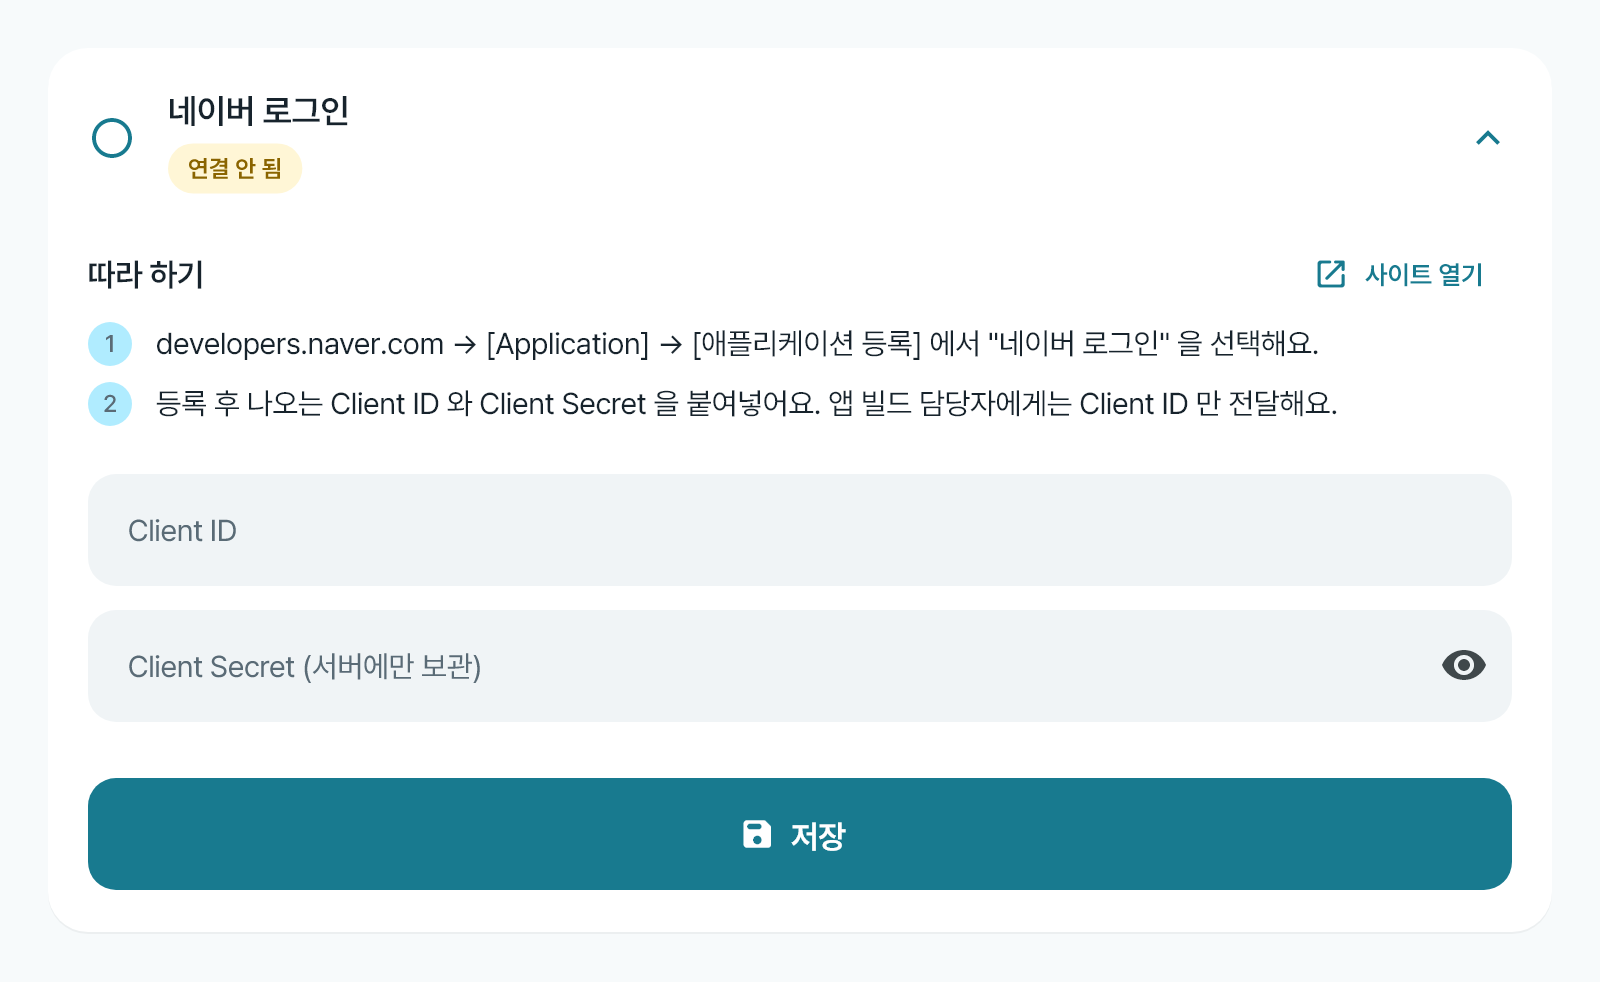 네이버 로그인
연결 안 됨
따라 하기
사이트 열기
1 developers.naver.com → [Application] → [애플리케이션 등록] 에서 "네이버 로그인" 을 선택해요.
2 등록 후 나오는 Client ID 와 Client Secret 을 붙여넣어요. 앱 빌드 담당자에게는 Client ID 만 전달해요.
Client ID
Client Secret (서버에만 보관)
저장